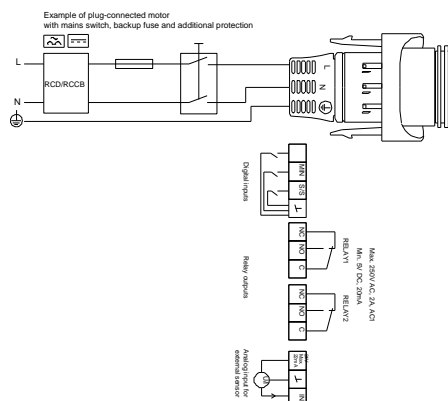 Example of plug-connected motor
with mains switch, backup fuse and additional protection
L
RCD/RCCB
N
L
N
Digital inputs
MIN
S/S
Relay outputs
NC
NO
C
RELAY1
Max. 250V AC, 2A, AC1
Min. 5V DC, 20mA
NC
NO
C
RELAY2
Analog input for
external sensor
Max.
22mA
IN